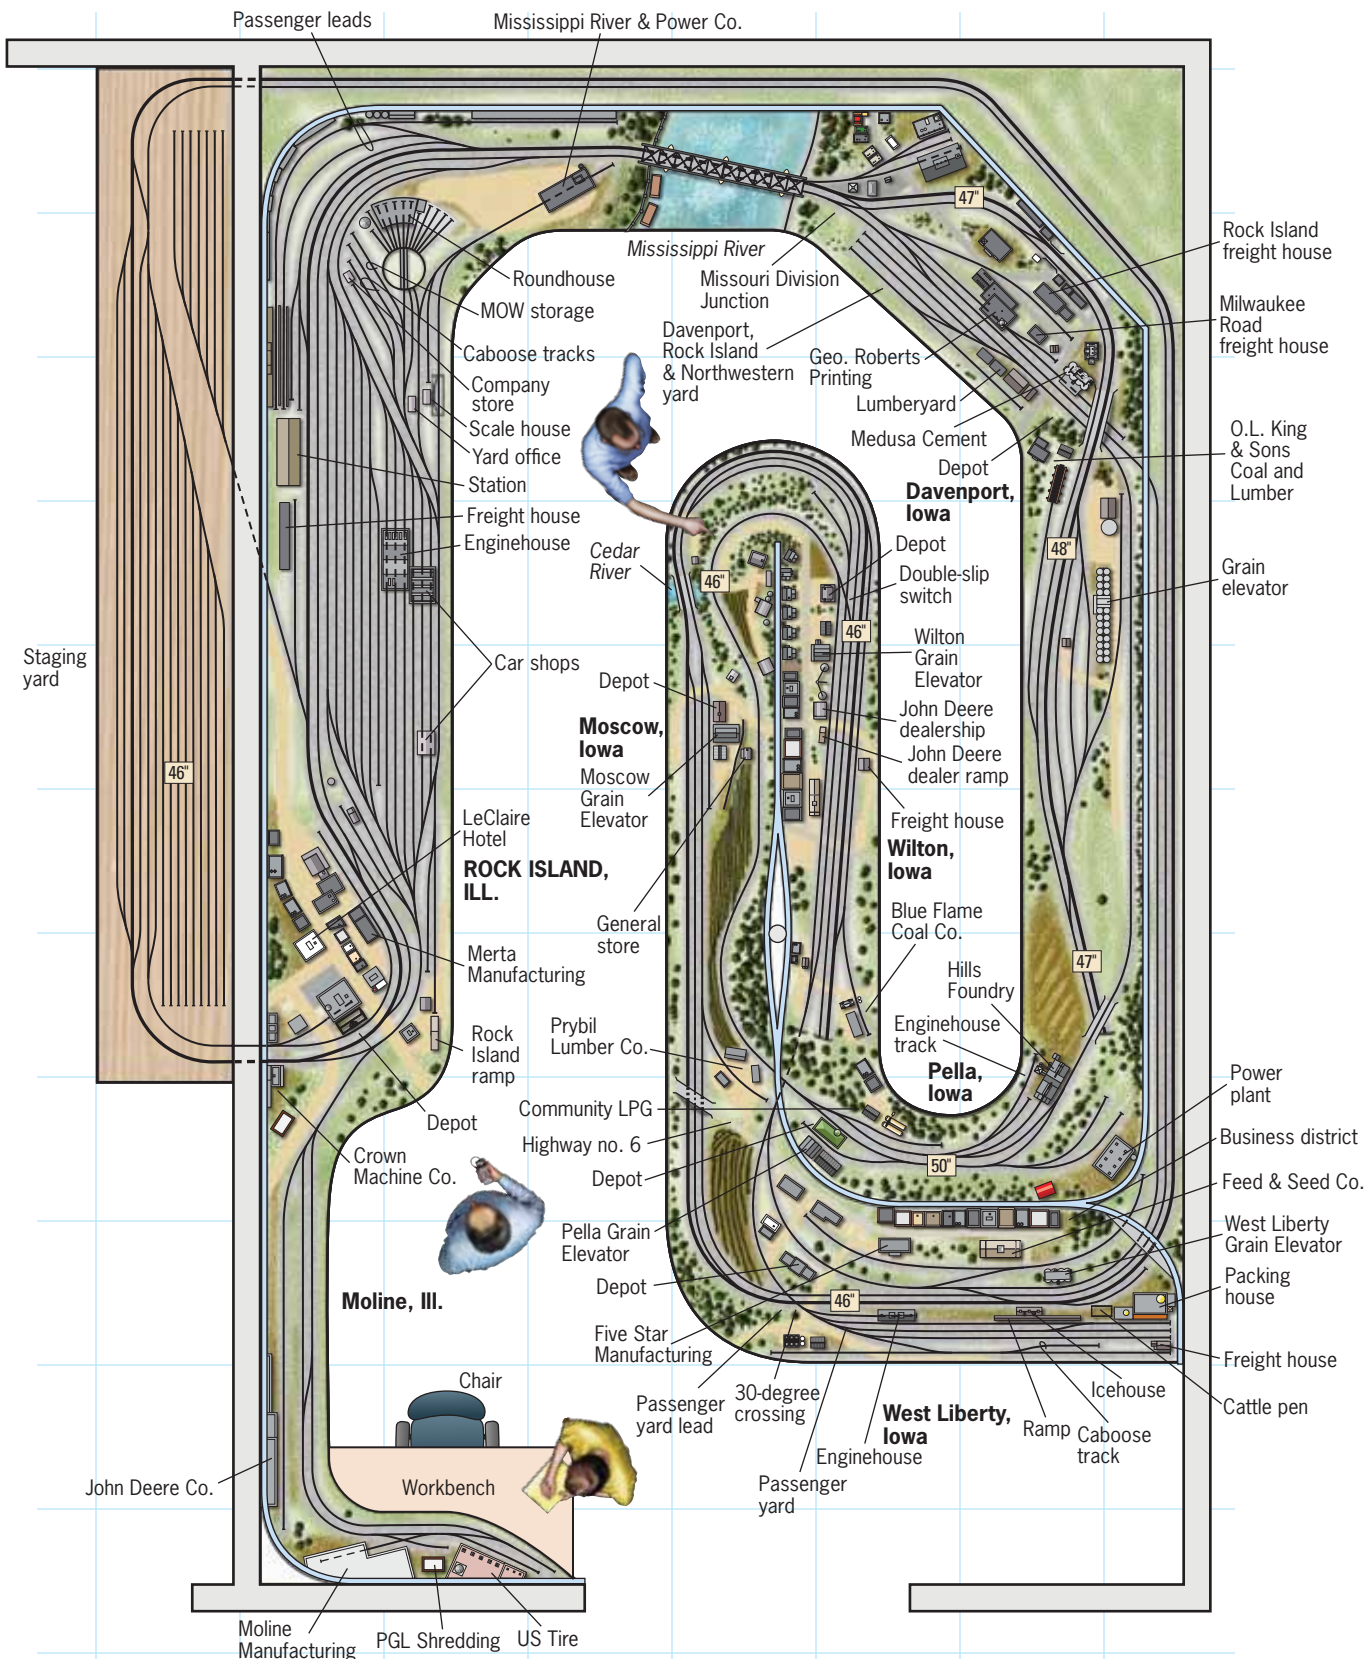 Passenger leads
Mississippi River & Power Co.
47"
Rock Island
freight house
Mississippi River
Missouri Division
Junction
Roundhouse
MOW storage
Milwaukee
Road
freight house
Davenport,
Rock Island
& Northwestern
yard
Geo. Roberts
Printing
Caboose tracks
Company
store
Lumberyard
Scale house
Medusa Cement
O.L. King
& Sons
Coal and
Lumber
Yard office
Depot
Station
Davenport,
Iowa
Freight house
Enginehouse
Cedar
River
Depot
48"
Double-slip
switch
Grain
elevator
46"
46"
Wilton
Grain
Elevator
Staging
yard
Car shops
Depot
John Deere
dealership
Moscow,
Iowa
John Deere
dealer ramp
46"
Moscow
Grain
Elevator
LeClaire
Hotel
Freight house
Wilton,
Iowa
ROCK ISLAND,
ILL.
General
store
Blue Flame
Coal Co.
Merta
Manufacturing
47"
Hills
Foundry
Enginehouse
track
Prybil
Lumber Co.
Rock
Island
ramp
Pella,
Iowa
Power
plant
Community LPG
Depot
Highway no. 6
Business district
Crown
Machine Co.
50"
Depot
Feed & Seed Co.
Pella Grain
Elevator
West Liberty
Grain Elevator
Depot
Packing
house
Moline, Ill.
46"
Five Star
Manufacturing
Freight house
Chair
Passenger
yard lead
30-degree
crossing
Icehouse
West Liberty,
Iowa
Ramp
Caboose
track
Cattle pen
Enginehouse
Passenger
yard
John Deere Co.
Workbench
Moline
Manufacturing
PGL Shredding
US Tire